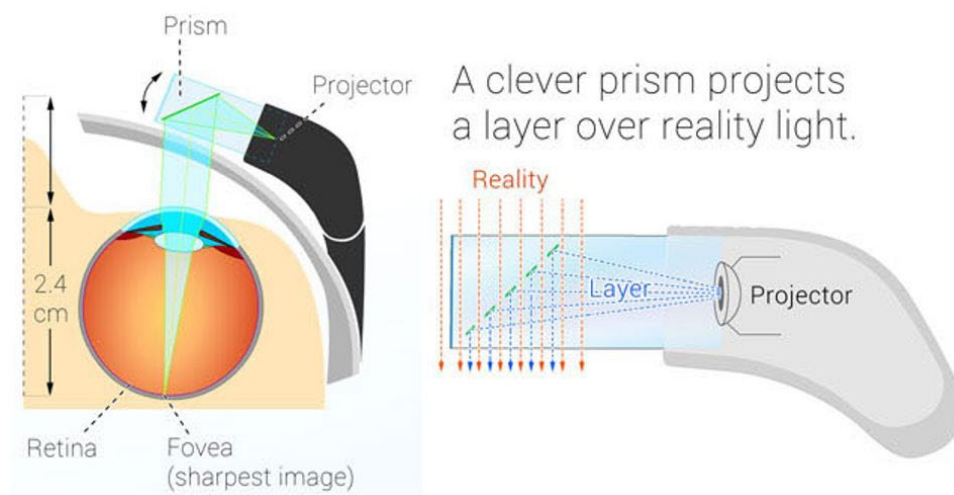 Prism
Projector
2.4
cm
Retina
Fovea
(sharpest image)
A clever prism projects
a layer over reality light.
Reality
Layer
Projector